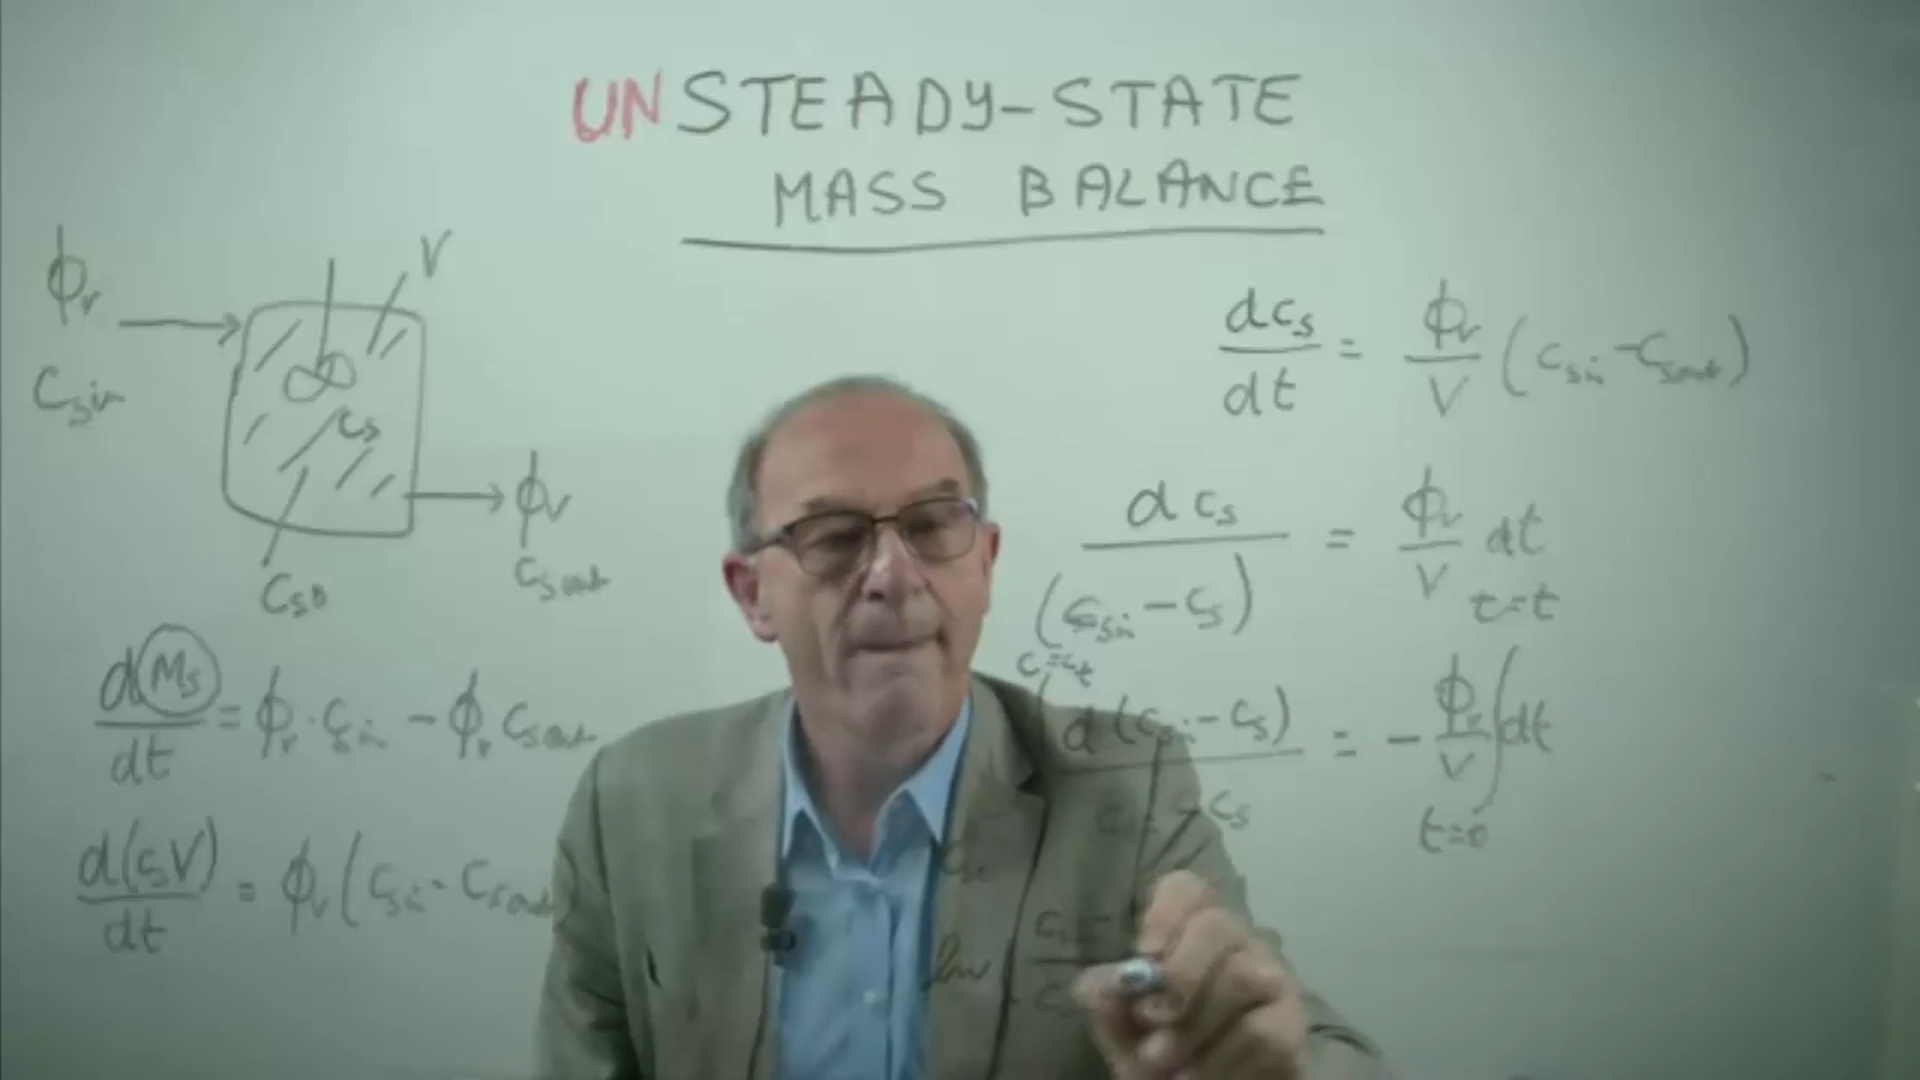 UNSTEADY-STATE
MASS BALANCE
ϕv
Csin
V
Cs
ϕv
Csout
Cs0
dMs/dt = ϕv · Csin − ϕv Csout
d(CsV)/dt = ϕv (Csin − Csout)
dCs/dt = ϕv/V (Csin − Csout)
dCs/(Csin − Cs) = ϕv/V dt
t=t
d(Csin − Cs) = − ϕv/V ∫dt
t=0